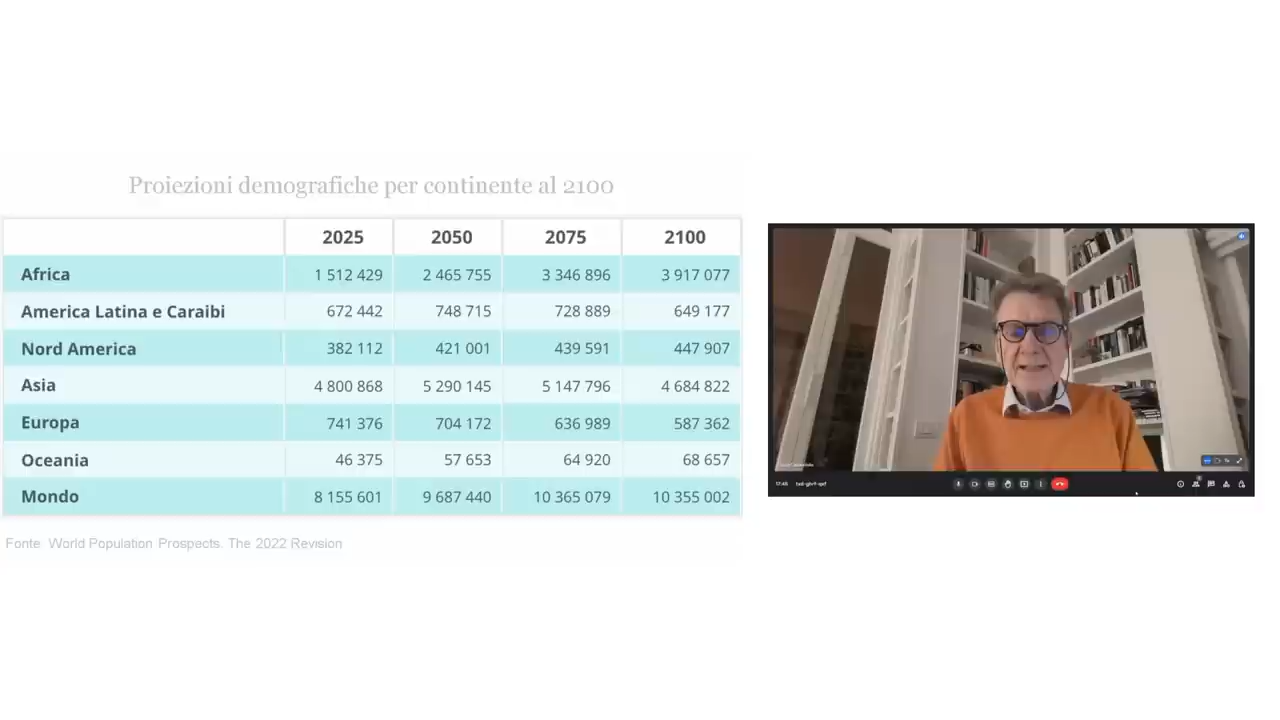 Proiezioni demografiche per continente al 2100
2025 2050 2075 2100
Africa 1 512 429 2 465 755 3 346 896 3 917 077
America Latina e Caraibi 672 442 748 715 728 889 649 177
Nord America 382 112 421 001 439 591 447 907
Asia 4 800 868 5 290 145 5 147 796 4 684 822
Europa 741 376 704 172 636 989 587 362
Oceania 46 375 57 653 64 920 68 657
Mondo 8 155 601 9 687 440 10 365 079 10 355 002
Fonte: World Population Prospects. The 2022 Revision